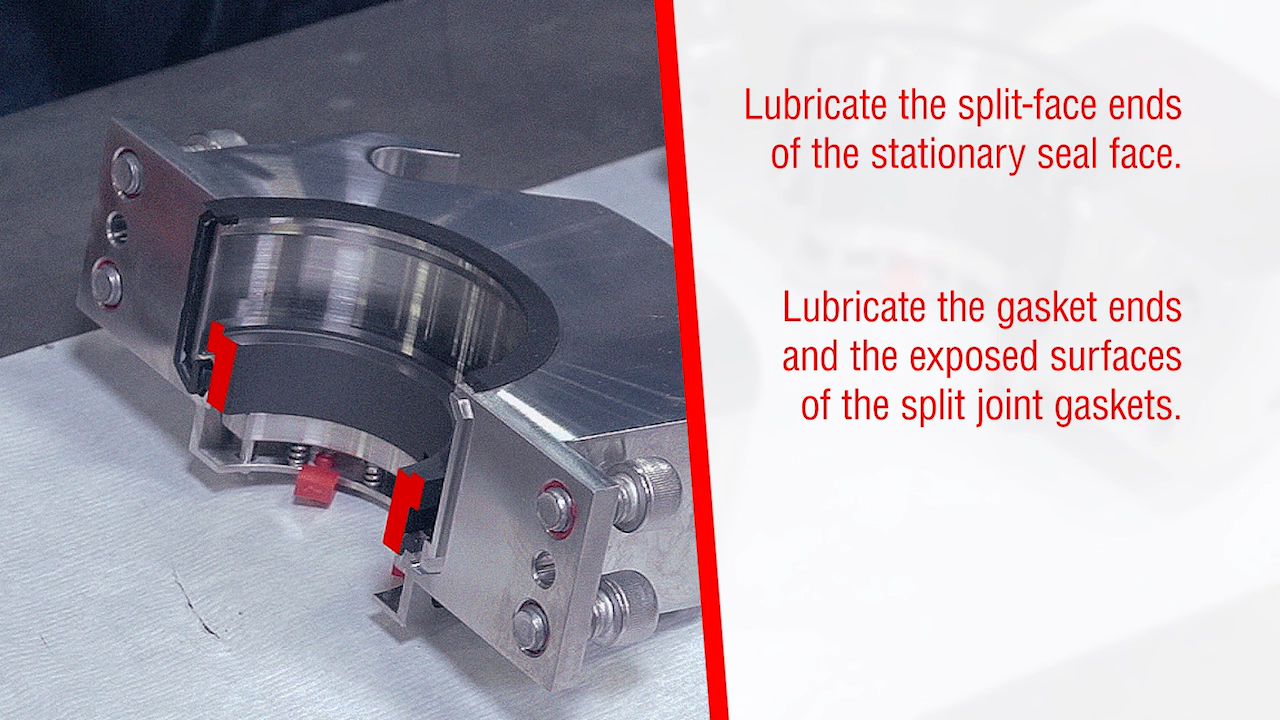 Lubricate the split-face ends
of the stationary seal face.
Lubricate the gasket ends
and the exposed surfaces
of the split joint gaskets.